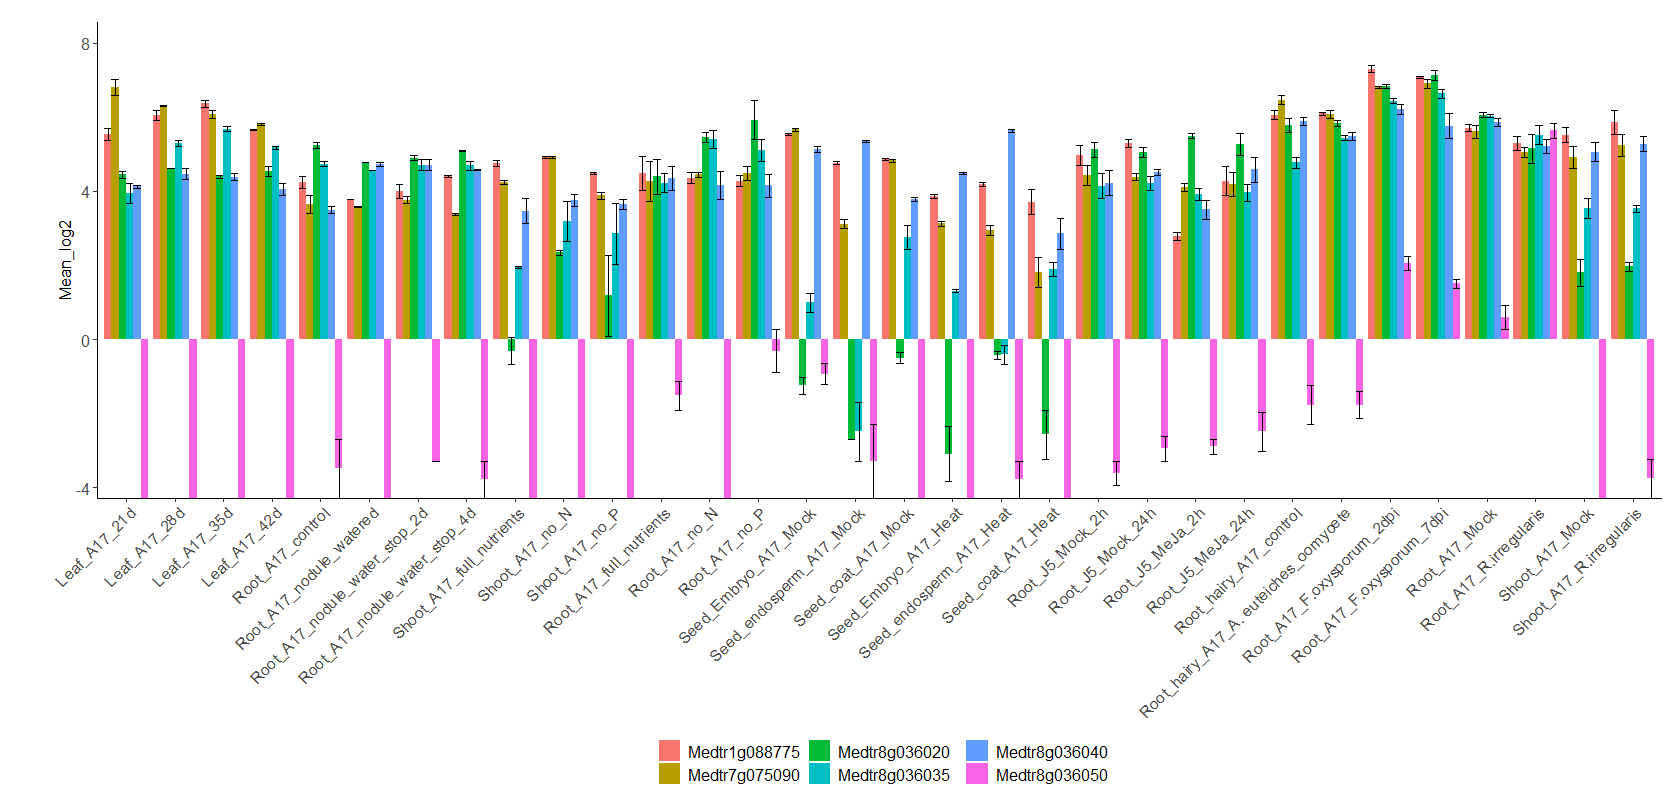 8
4
0
-4
Mean_log2
Leaf_A17_21d
Leaf_A17_28d
Leaf_A17_35d
Leaf_A17_42d
Root_A17_control
Root_A17_nodule_watered
Root_A17_nodule_water_stop_2d
Root_A17_nodule_water_stop_4d
Shoot_A17_full_nutrients
Shoot_A17_no_N
Shoot_A17_no_P
Root_A17_full_nutrients
Root_A17_no_N
Root_A17_no_P
Seed_Embryo_A17_Mock
Seed_endosperm_A17_Mock
Seed_coat_A17_Mock
Seed_Embryo_A17_Heat
Seed_endosperm_A17_Heat
Seed_coat_A17_Heat
Root_J5_Mock_2h
Root_J5_Mock_24h
Root_J5_MeJa_2h
Root_J5_MeJa_24h
Root_hairy_A17_control
Root_hairy_A17_A. euteiches_oomycete
Root_A17_F.oxysporum_2dpi
Root_A17_F.oxysporum_7dpi
Root_A17_Mock
Root_A17_R.irregularis
Shoot_A17_Mock
Shoot_A17_R.irregularis
Medtr1g088775 Medtr8g036020 Medtr8g036040
Medtr7g075090 Medtr8g036035 Medtr8g036050